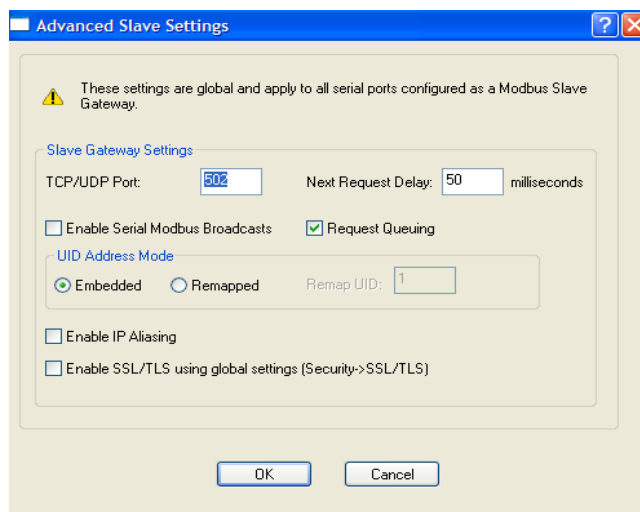 Advanced Slave Settings
These settings are global and apply to all serial ports configured as a Modbus Slave
Gateway.
Slave Gateway Settings
TCP/UDP Port: 502 Next Request Delay: 50 milliseconds
Enable Serial Modbus Broadcasts Request Queuing
UID Address Mode
Embedded Remapped Remap UID: 1
Enable IP Aliasing
Enable SSL/TLS using global settings (Security->SSL/TLS)
OK Cancel